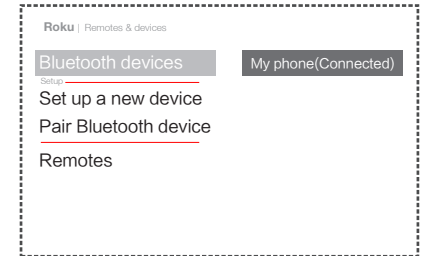 Roku | Remotes & devices
Bluetooth devices
My phone(Connected)
Setup
Set up a new device
Pair Bluetooth device
Remotes